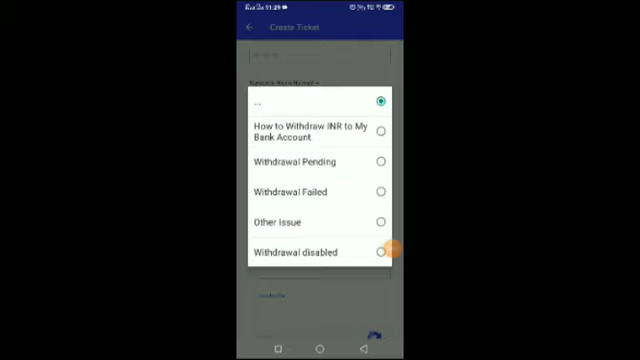 11:29
Create Ticket
...
How to Withdraw INR to My
Bank Account
Withdrawal Pending
Withdrawal Failed
Other Issue
Withdrawal disabled